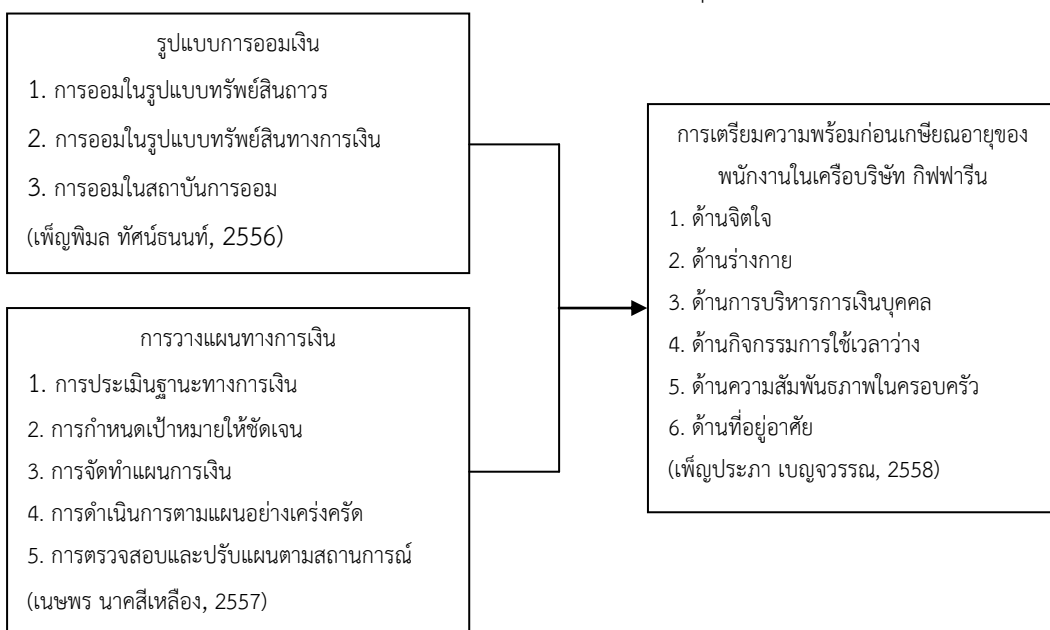 รูปแบบการออมเงิน
1. การออมในรูปแบบทรัพย์สินถาวร
2. การออมในรูปแบบทรัพย์สินทางการเงิน
3. การออมในสถาบันการออม
(เพ็ญพิมล ทัศน์ธนนท์, 2556)
การวางแผนทางการเงิน
1. การประเมินฐานะทางการเงิน
2. การกำหนดเป้าหมายให้ชัดเจน
3. การจัดทำแผนการเงิน
4. การดำเนินการตามแผนอย่างเคร่งครัด
5. การตรวจสอบและปรับแผนตามสถานการณ์
(เนษพร นาคสีเหลือง, 2557)
การเตรียมความพร้อมก่อนเกษียณอายุของ
พนักงานในเครือบริษัท กิฟฟารีน
1. ด้านจิตใจ
2. ด้านร่างกาย
3. ด้านการบริหารการเงินบุคคล
4. ด้านกิจกรรมการใช้เวลาว่าง
5. ด้านความสัมพันธภาพในครอบครัว
6. ด้านที่อยู่อาศัย
(เพ็ญประภา เบญจวรรณ, 2558)